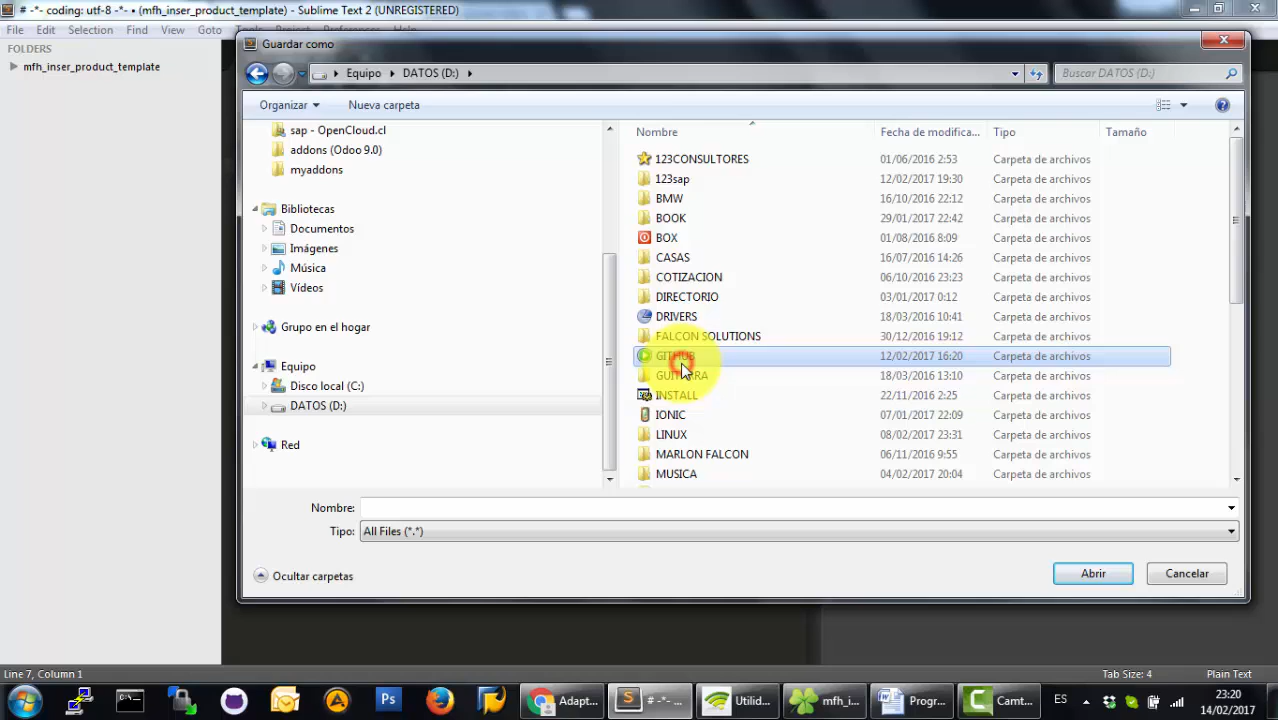 # -*- coding: utf-8 -*- • (mfh_inser_product_template) - Sublime Text 2 (UNREGISTERED)
File Edit Selection Find View Goto Tools Project Preferences Help
FOLDERS
mfh_inser_product_template
Guardar como
Equipo DATOS (D:)
Buscar DATOS (D:)
Organizar Nueva carpeta
sap - OpenCloud.cl
addons (Odoo 9.0)
myaddons
Bibliotecas
Documentos
Imágenes
Música
Vídeos
Grupo en el hogar
Equipo
Disco local (C:)
DATOS (D:)
Red
Nombre Fecha de modifica... Tipo Tamaño
123CONSULTORES 01/06/2016 2:53 Carpeta de archivos
123sap 12/02/2017 19:30 Carpeta de archivos
BMW 16/10/2016 22:12 Carpeta de archivos
BOOK 29/01/2017 22:42 Carpeta de archivos
BOX 01/08/2016 8:09 Carpeta de archivos
CASAS 16/07/2016 14:26 Carpeta de archivos
COTIZACION 06/10/2016 23:23 Carpeta de archivos
DIRECTORIO 03/01/2017 0:12 Carpeta de archivos
DRIVERS 18/03/2016 10:41 Carpeta de archivos
FALCON SOLUTIONS 30/12/2016 19:12 Carpeta de archivos
GITHUB 12/02/2017 16:20 Carpeta de archivos
GUITARRA 18/03/2016 13:10 Carpeta de archivos
INSTALL 22/11/2016 2:25 Carpeta de archivos
IONIC 07/01/2017 22:09 Carpeta de archivos
LINUX 08/02/2017 23:31 Carpeta de archivos
MARLON FALCON 06/11/2016 9:55 Carpeta de archivos
MUSICA 04/02/2017 20:04 Carpeta de archivos
Nombre:
Tipo: All Files (*.*)
Ocultar carpetas
Abrir Cancelar
Line 7, Column 1
Tab Size: 4 Plain Text
Ps
Adapt...
# -*- ...
Utilid...
mfh_i...
Progr...
Camt...
ES
23:20
14/02/2017